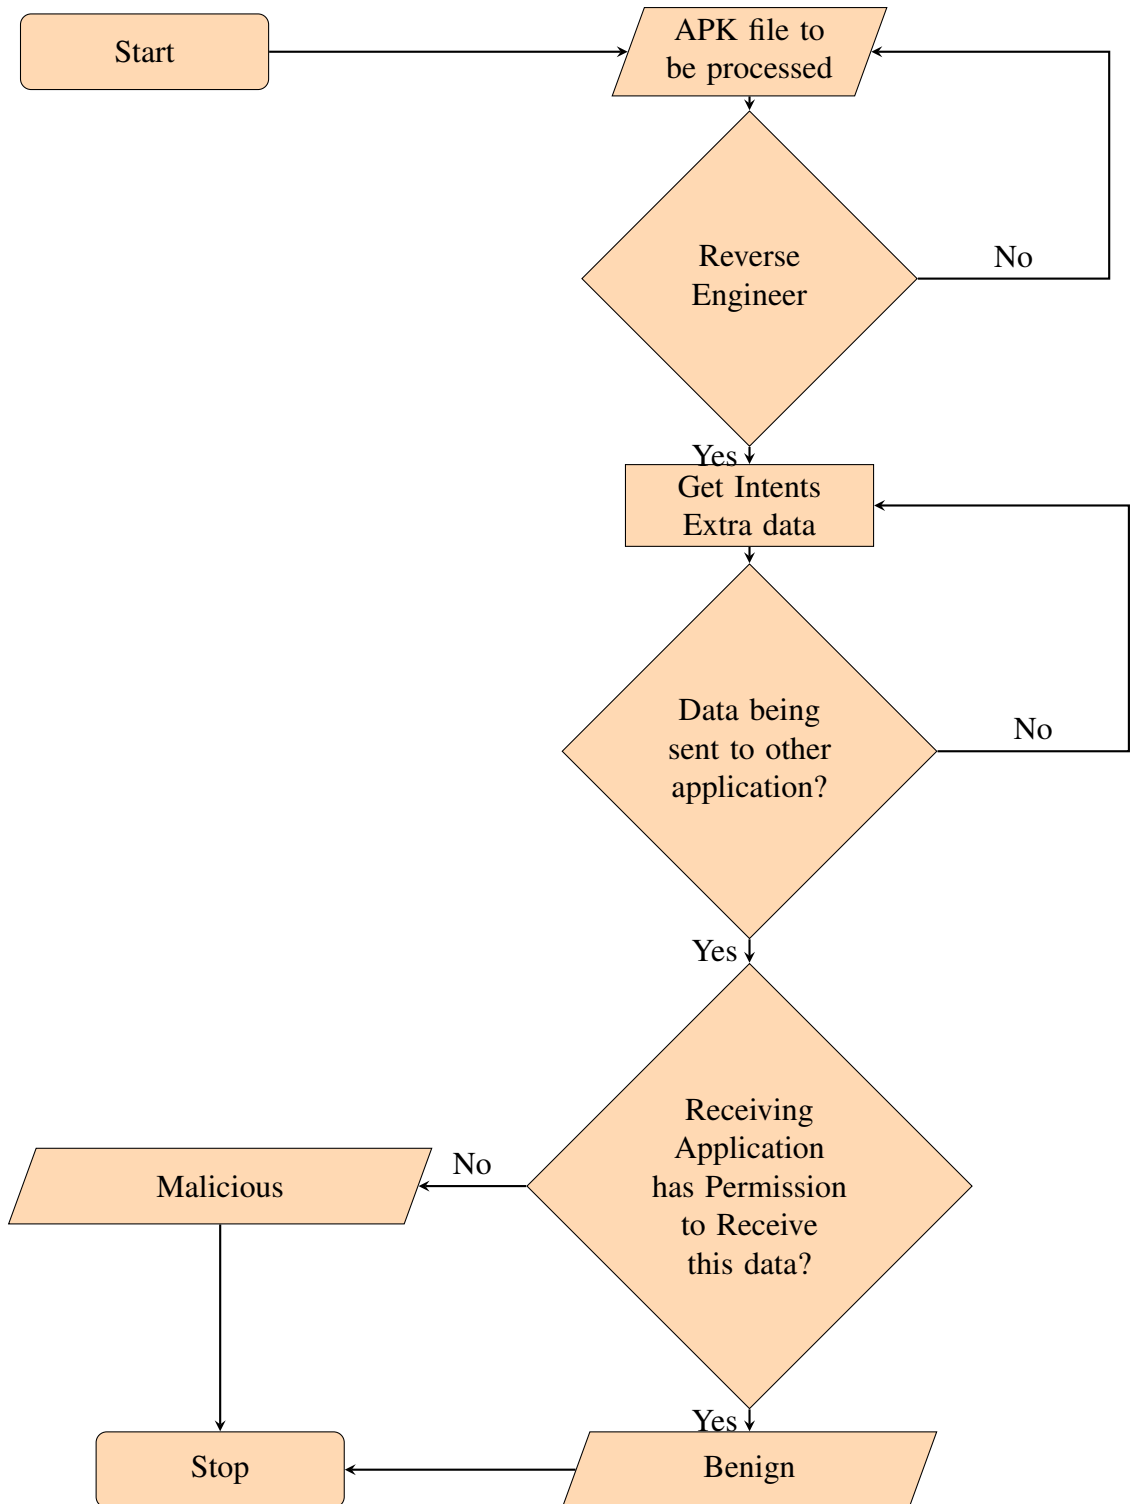 Start
APK file to
be processed
Reverse
Engineer
No
Yes
Get Intents
Extra data
Data being
sent to other
application?
No
Yes
Receiving
Application
has Permission
to Receive
this data?
No
Malicious
Yes
Benign
Stop